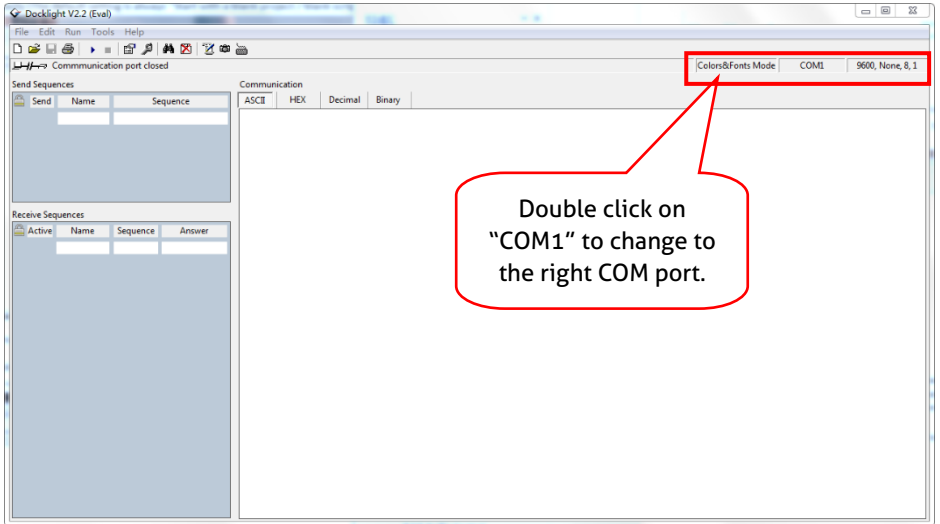 Docklight V2.2 (Eval)
File Edit Run Tools Help
Commmunication port closed
Colors&Fonts Mode COM1 9600, None, 8, 1
Send Sequences
Send Name Sequence
Communication
ASCII HEX Decimal Binary
Double click on
"COM1" to change to
the right COM port.
Receive Sequences
Active Name Sequence Answer